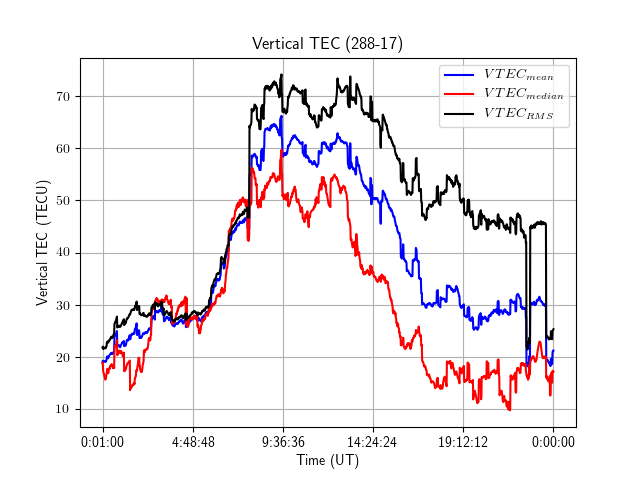 Vertical TEC (288-17)
VTEC_mean
VTEC_median
VTEC_RMS
Vertical TEC (TECU)
70
60
50
40
30
20
10
0:01:00 4:48:48 9:36:36 14:24:24 19:12:12 0:00:00
Time (UT)